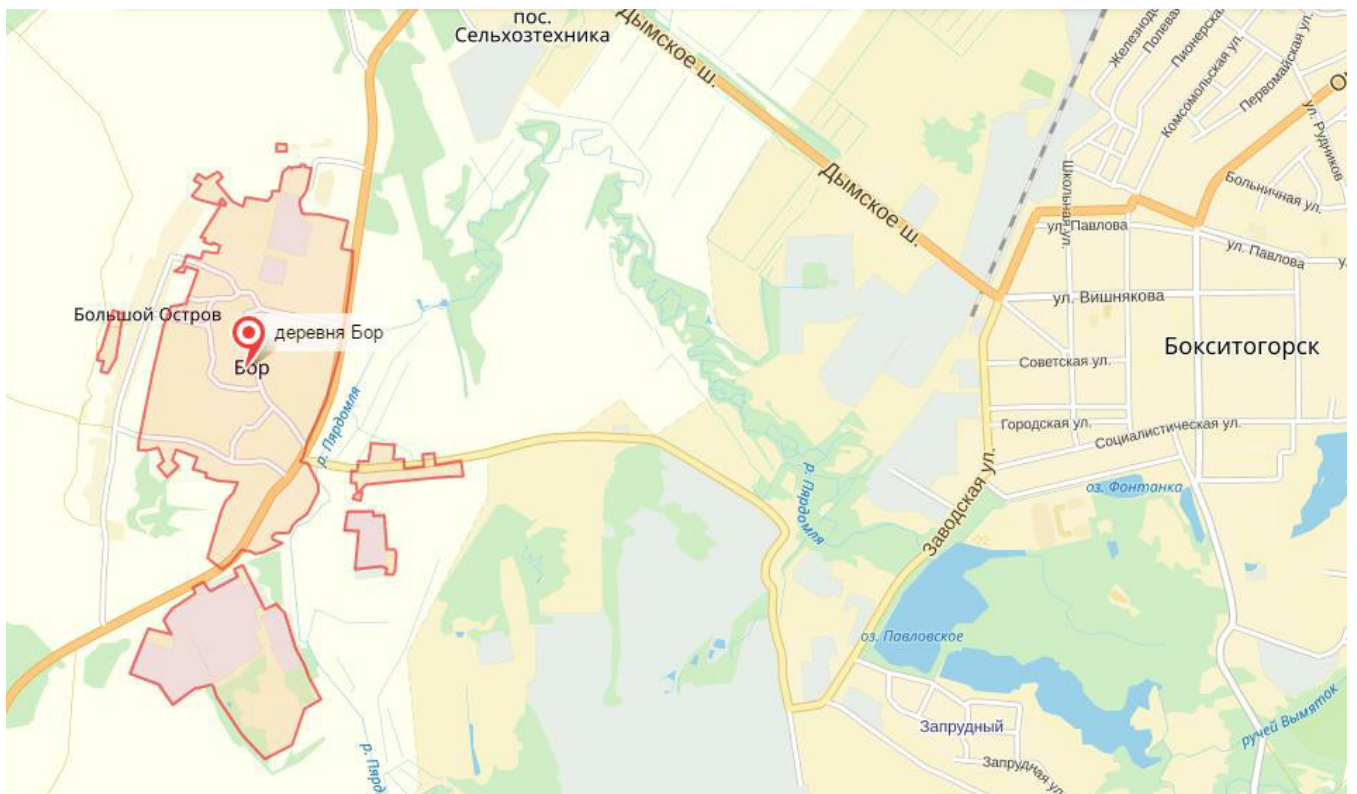 пос.
Сельхозтехника
Дымское ш.
Дымское ш.
Полевая
Пионерская
Комсомольская ул.
Первомайская ул.
ул. Рудников
Школьная ул.
Больничная ул.
ул. Павлова
ул. Павлова
ул. Вишнякова
Большой Остров
деревня Бор
Бор
Бокситогорск
Советская ул.
р. Пярдомля
Городская ул.
Социалистическая ул.
р. Пярдомля
оз. Фонтанка
Заводская ул.
оз. Павловское
ручей Вымяток
Запрудный
Запрудная ул.
р. Пярд